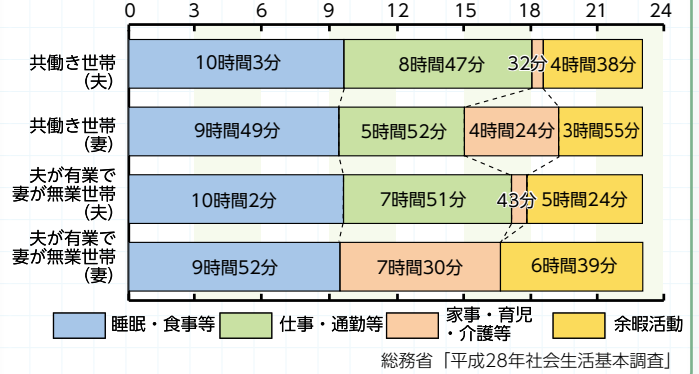 0 3 6 9 12 15 18 21 24
共働き世帯
(夫)
10時間3分 8時間47分 32分 4時間38分
共働き世帯
(妻)
9時間49分 5時間52分 4時間24分 3時間55分
夫が有業で
妻が無業世帯
(夫)
10時間2分 7時間51分 43分 5時間24分
夫が有業で
妻が無業世帯
(妻)
9時間52分 7時間30分 6時間39分
睡眠・食事等 仕事・通勤等 家事・育児
・介護等 余暇活動
総務省「平成28年社会生活基本調査」